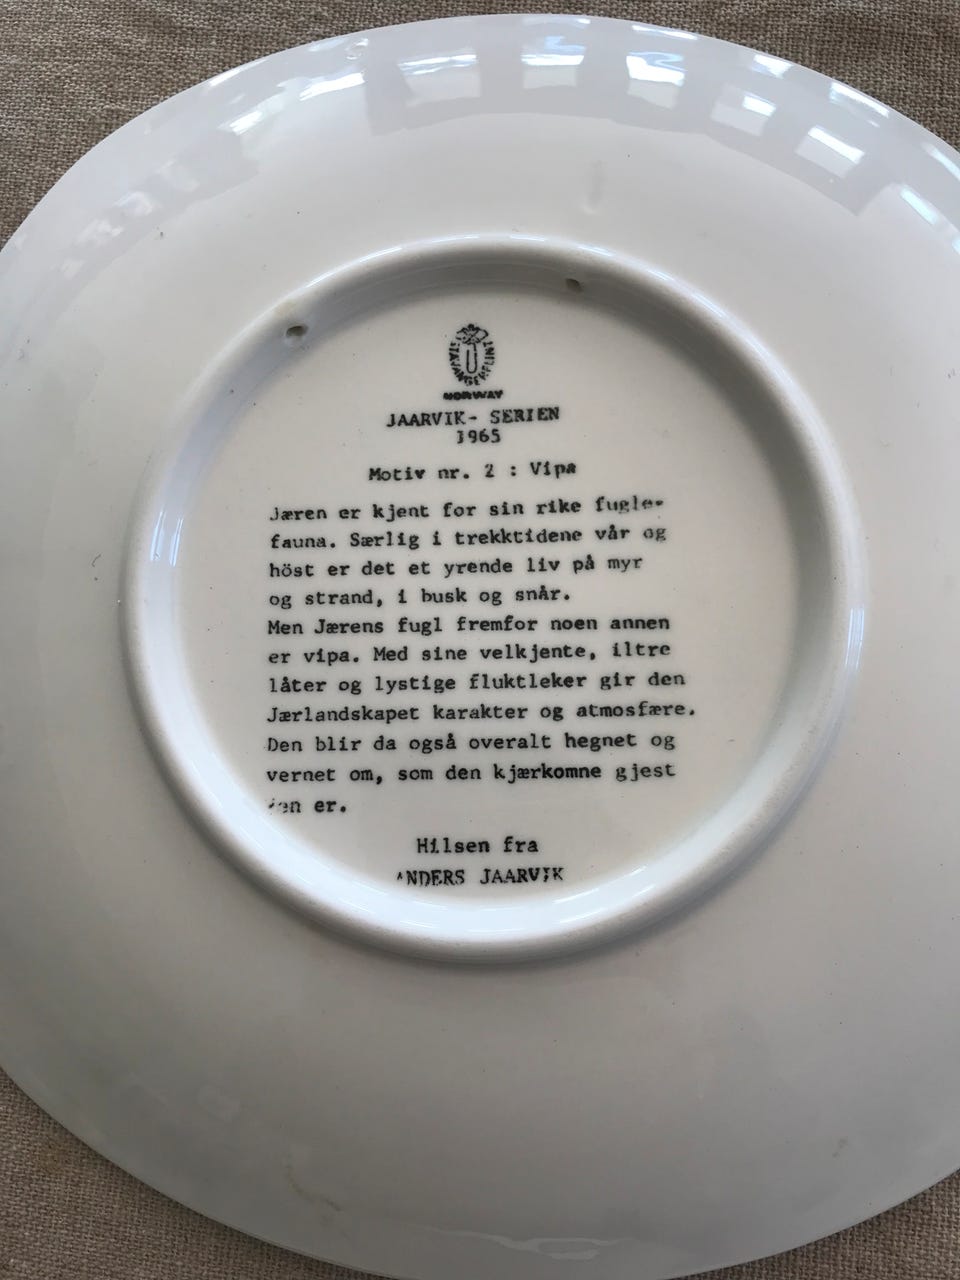 STAVANGERFLINT
NORWAY
JAARVIK- SERIEN
1965
Motiv nr. 2 : Vipa
Jæren er kjent for sin rike fugle-
fauna. Særlig i trekktidene vår og
höst er det et yrende liv på myr
og strand, i busk og snår.
Men Jærens fugl fremfor noen annen
er vipa. Med sine velkjente, iltre
låter og lystige fluktleker gir den
Jærlandskapet karakter og atmosfære.
Den blir da også overalt hegnet og
vernet om, som den kjærkomne gjest
den er.
Hilsen fra
ANDERS JAARVIK